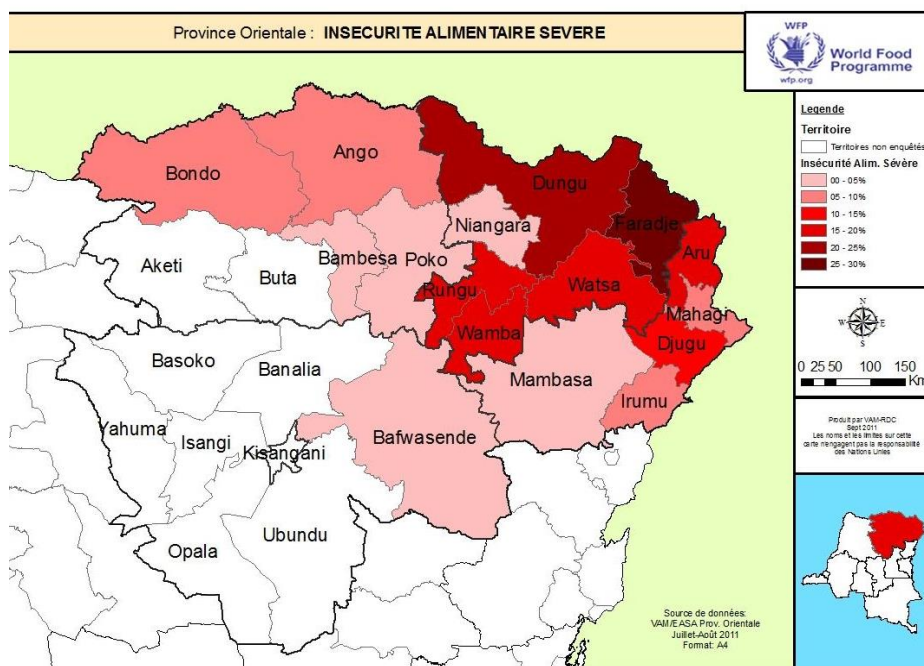 Province Orientale : INSECURITE ALIMENTAIRE SEVERE
WFP
wfp.org
World Food
Programme
Legende
Territoire
Territoires non enquêtés
Insécurité Alim. Sévère
00 - 05%
05 - 10%
10 - 15%
15 - 20%
20 - 25%
25 - 30%
Bondo
Ango
Dungu
Niangara
Faradje
Aketi
Buta
Bambesa
Poko
Aru
Rungu
Watsa
Mahagi
Wamba
Djugu
Basoko
Banalia
Mambasa
Irumu
Yahuma
Isangi
Kisangani
Bafwasende
Opala
Ubundu
N
W
E
S
0 25 50 100 150
Km
Produit par VAM-RDC
Sept 2011
Les noms et les limites sur cette
carte n'engagent pas la responsabilité
des Nations Unies
Source de données:
VAM/EASA Prov. Orientale
Juillet-Août 2011
Format: A4